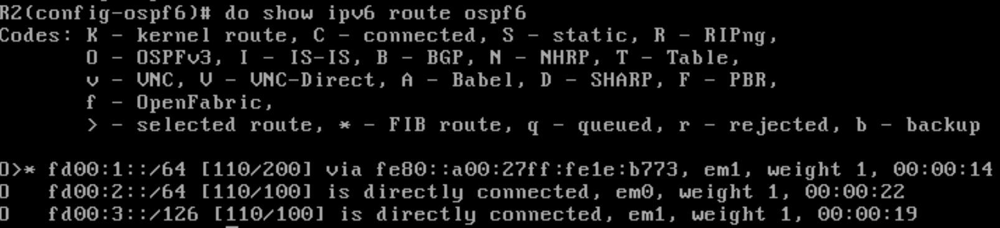 R2(config-ospf6)# do show ipv6 route ospf6
Codes: K - kernel route, C - connected, S - static, R - RIPng,
       O - OSPFv3, I - IS-IS, B - BGP, N - NHRP, T - Table,
       v - VNC, V - VNC-Direct, A - Babel, D - SHARP, F - PBR,
       f - OpenFabric,
       > - selected route, * - FIB route, q - queued, r - rejected, b - backup

O>* fd00:1::/64 [110/200] via fe80::a00:27ff:fe1e:b773, em1, weight 1, 00:00:14
O   fd00:2::/64 [110/100] is directly connected, em0, weight 1, 00:00:22
O   fd00:3::/126 [110/100] is directly connected, em1, weight 1, 00:00:19